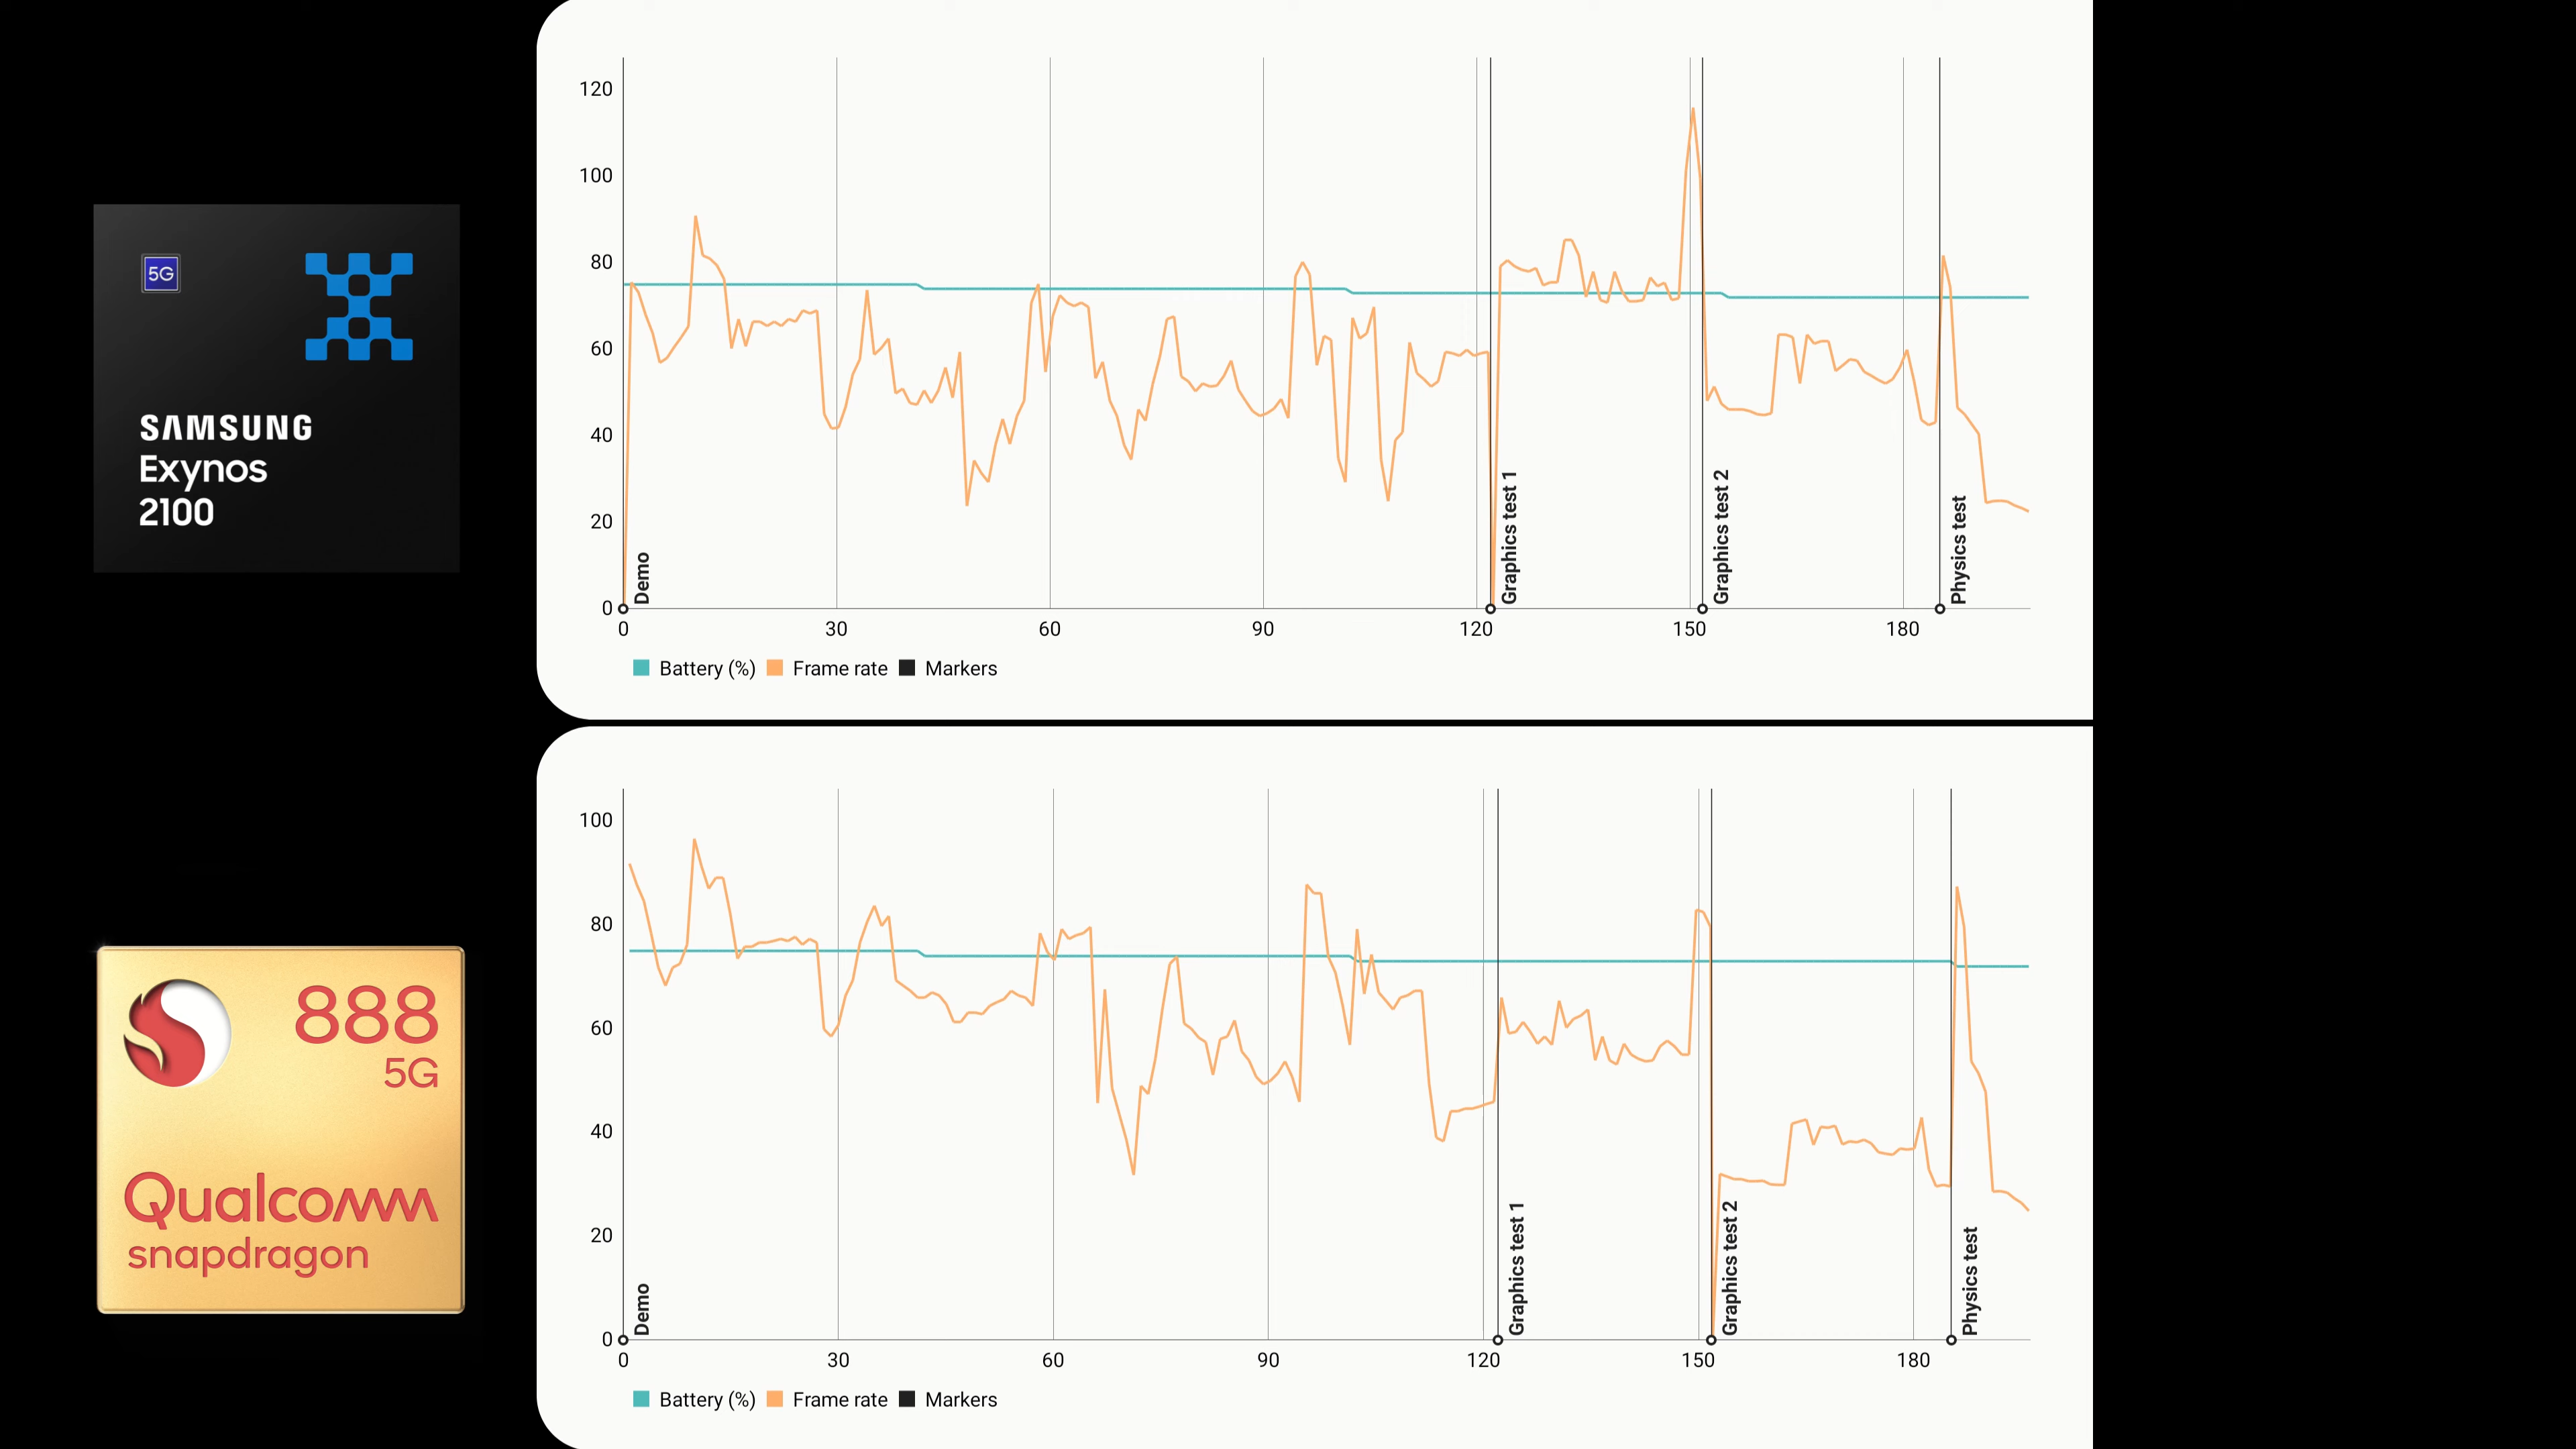 5G
SAMSUNG
Exynos
2100
120
100
80
60
40
20
0
Demo
Graphics test 1
Graphics test 2
Physics test
0 30 60 90 120 150 180
Battery (%) Frame rate Markers
888
5G
Qualcomm
snapdragon
100
80
60
40
20
0
Demo
Graphics test 1
Graphics test 2
Physics test
0 30 60 90 120 150 180
Battery (%) Frame rate Markers